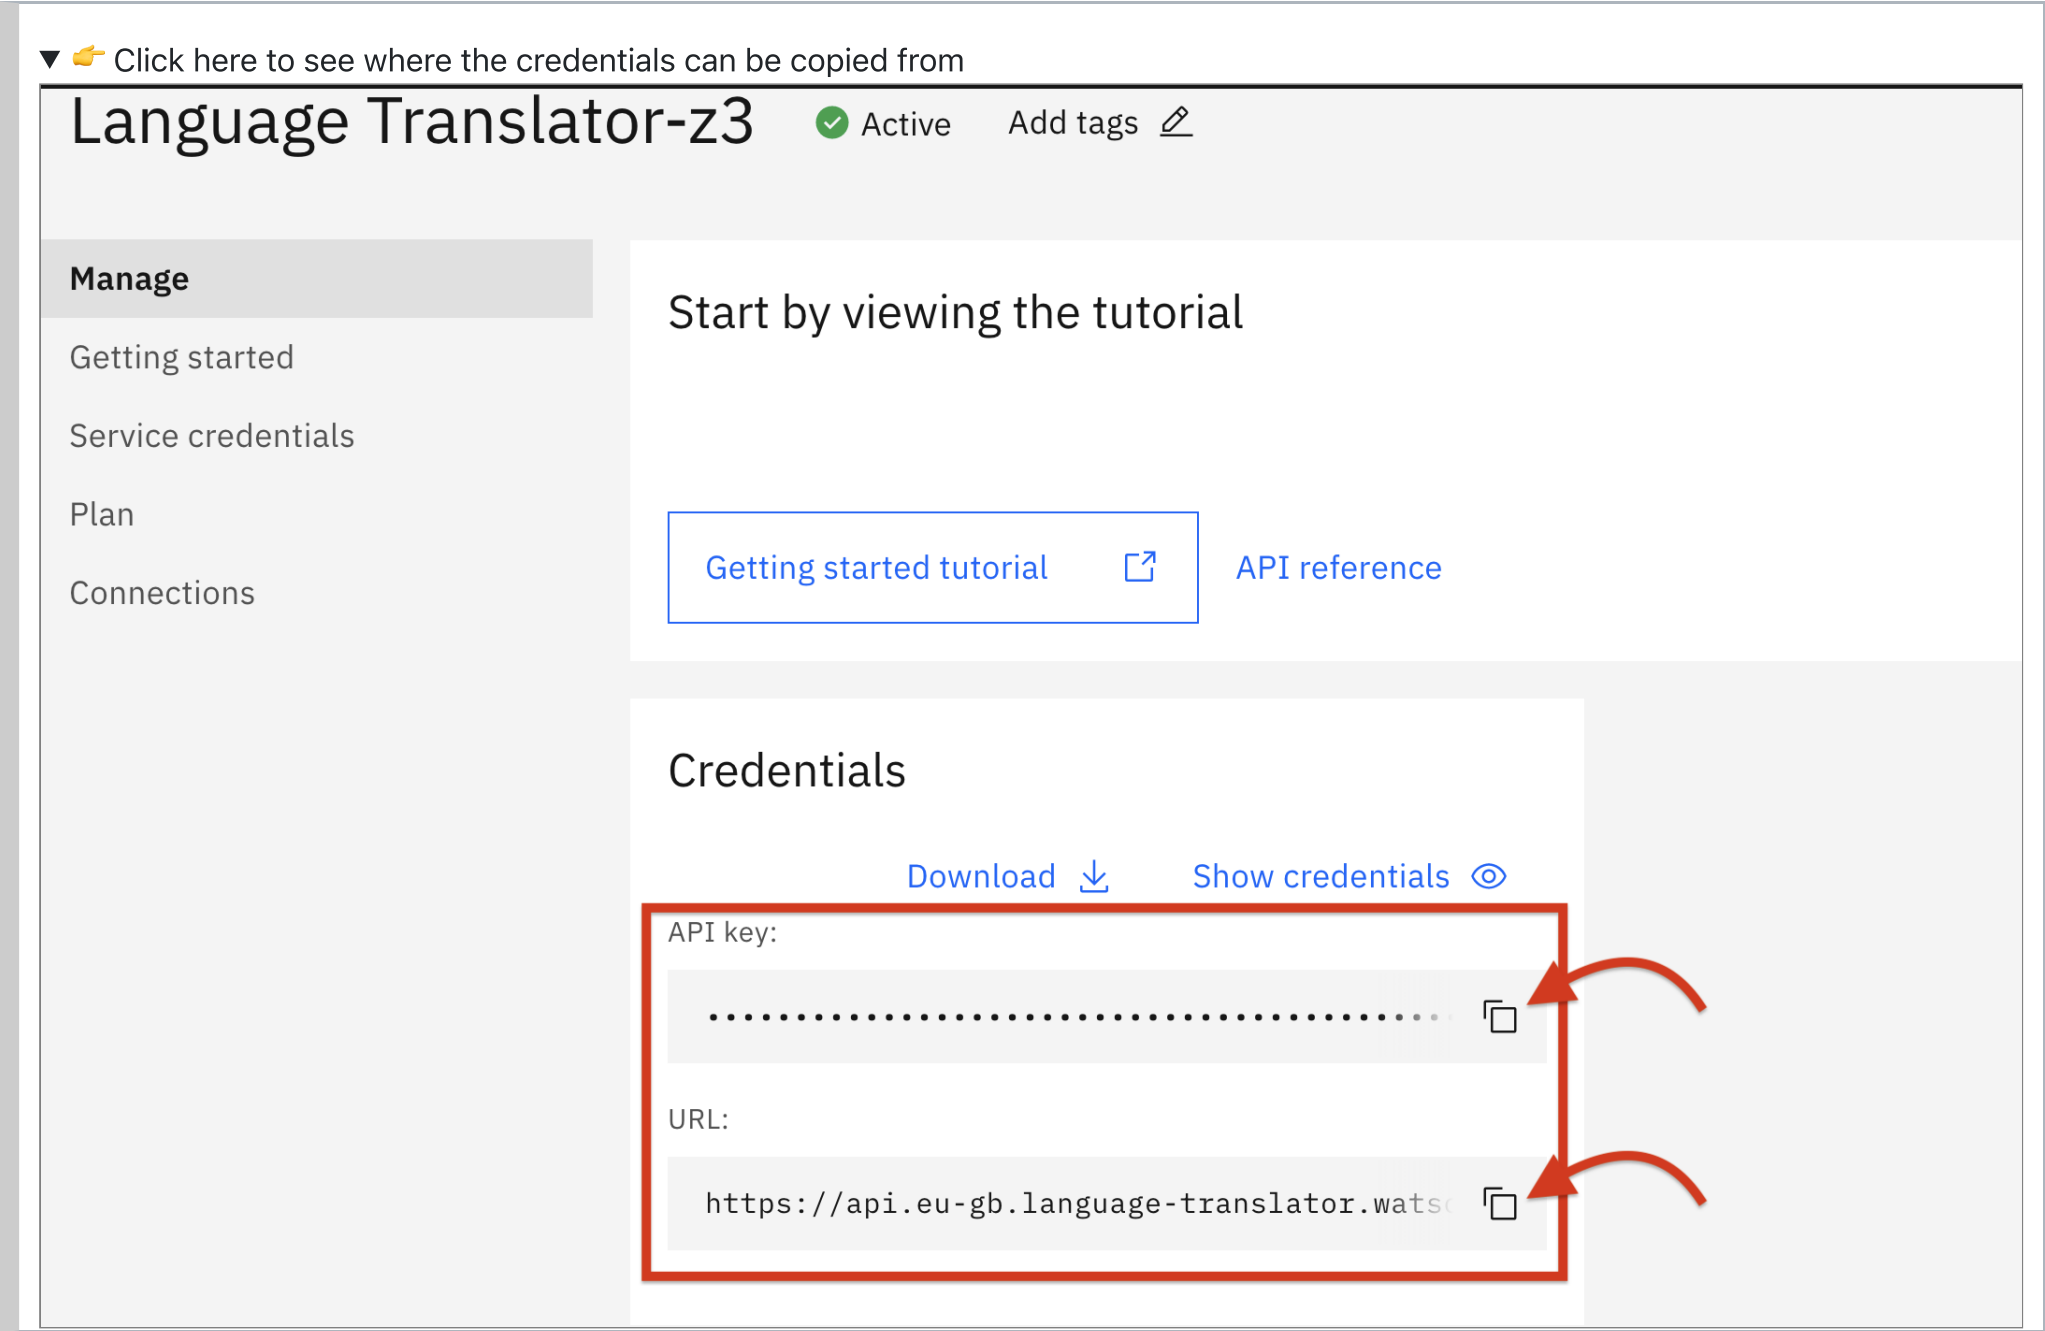 Click here to see where the credentials can be copied from
Language Translator-z3
Active
Add tags
Manage
Getting started
Service credentials
Plan
Connections
Start by viewing the tutorial
Getting started tutorial
API reference
Credentials
Download
Show credentials
API key:
URL:
https://api.eu-gb.language-translator.wats